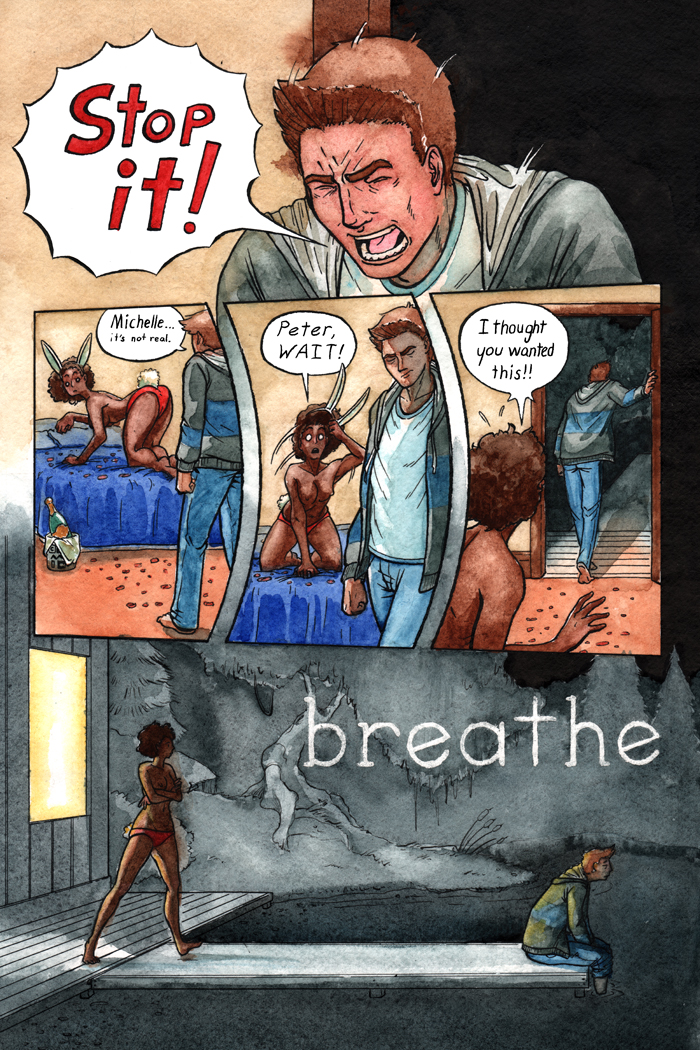 Stop
it!
Michelle...
it's not real.
Peter,
WAIT!
I thought
you wanted
this!!
breathe